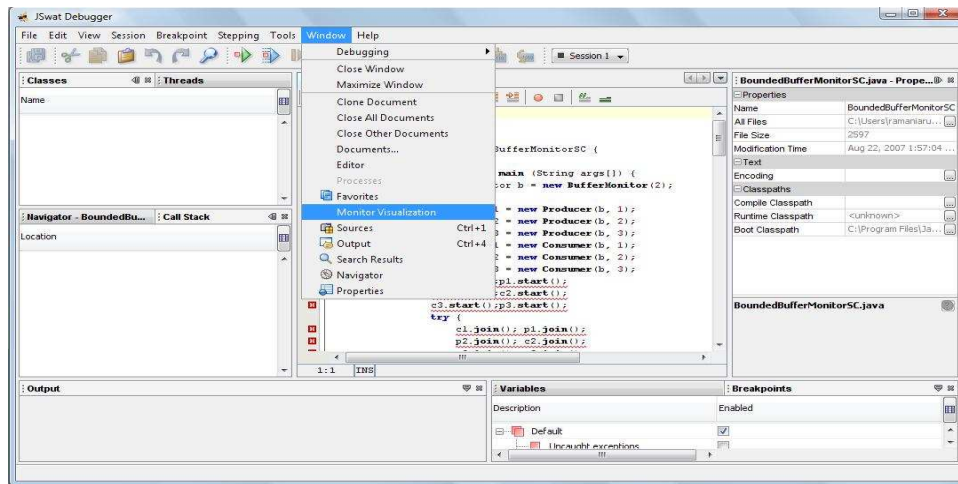 JSwat Debugger
File Edit View Session Breakpoint Stepping Tools Window Help
Session 1
Classes
Threads
Name
Navigator - BoundedBu...
Call Stack
Location
Debugging
Close Window
Maximize Window
Clone Document
Close All Documents
Close Other Documents
Documents...
Editor
Processes
Favorites
Monitor Visualization
Sources Ctrl+1
Output Ctrl+4
Search Results
Navigator
Properties
BufferMonitorSC {
main (String args[]) {
or b = new BufferMonitor(2);
1 = new Producer(b, 1);
2 = new Producer(b, 2);
3 = new Producer(b, 3);
1 = new Consumer(b, 1);
2 = new Consumer(b, 2);
3 = new Consumer(b, 3);
;p1.start();
;c2.start();
c3.start();p3.start();
try {
c1.join(); p1.join();
p2.join(); c2.join();
1:1 INS
BoundedBufferMonitorSC.java - Prope...
Properties
Name BoundedBufferMonitorSC
All Files C:\Users\ramaniaru... ...
File Size 2597
Modification Time Aug 22, 2007 1:57:04 ...
Text
Encoding ...
Classpaths
Compile Classpath ...
Runtime Classpath <unknown> ...
Boot Classpath C:\Program Files\Ja... ...
BoundedBufferMonitorSC.java
Output
Variables
Description
Breakpoints
Enabled
Default
Uncaught exceptions